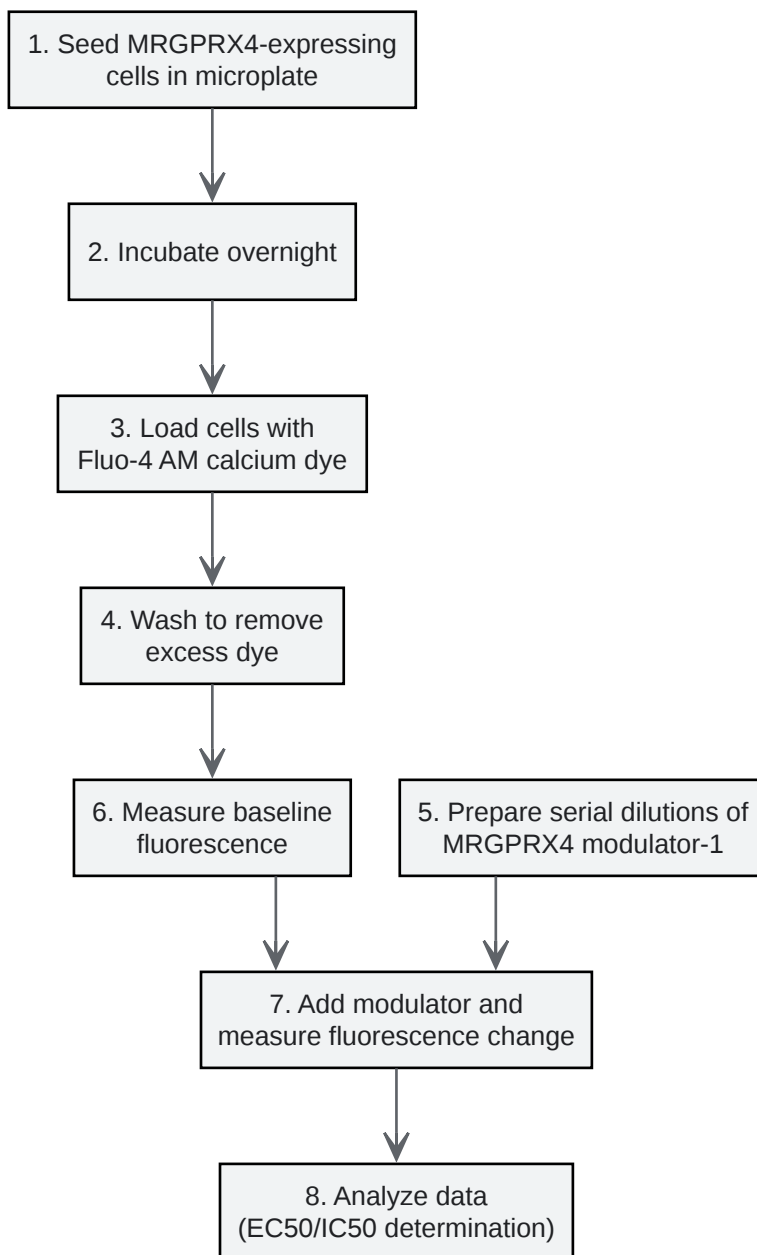 1. Seed MRGPRX4-expressing
cells in microplate
2. Incubate overnight
3. Load cells with
Fluo-4 AM calcium dye
4. Wash to remove
excess dye
6. Measure baseline
fluorescence
5. Prepare serial dilutions of
MRGPRX4 modulator-1
7. Add modulator and
measure fluorescence change
8. Analyze data
(EC50/IC50 determination)